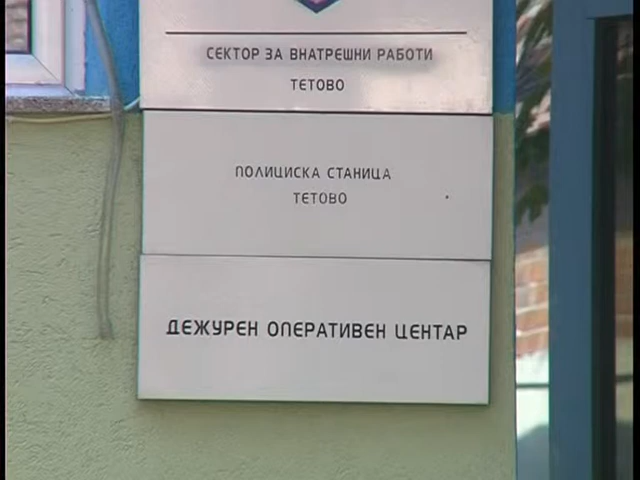 СЕКТОР ЗА ВНАТРЕШНИ РАБОТИ
ТЕТОВО
ПОЛИЦИСКА СТАНИЦА
ТЕТОВО
ДЕЖУРЕН ОПЕРАТИВЕН ЦЕНТАР